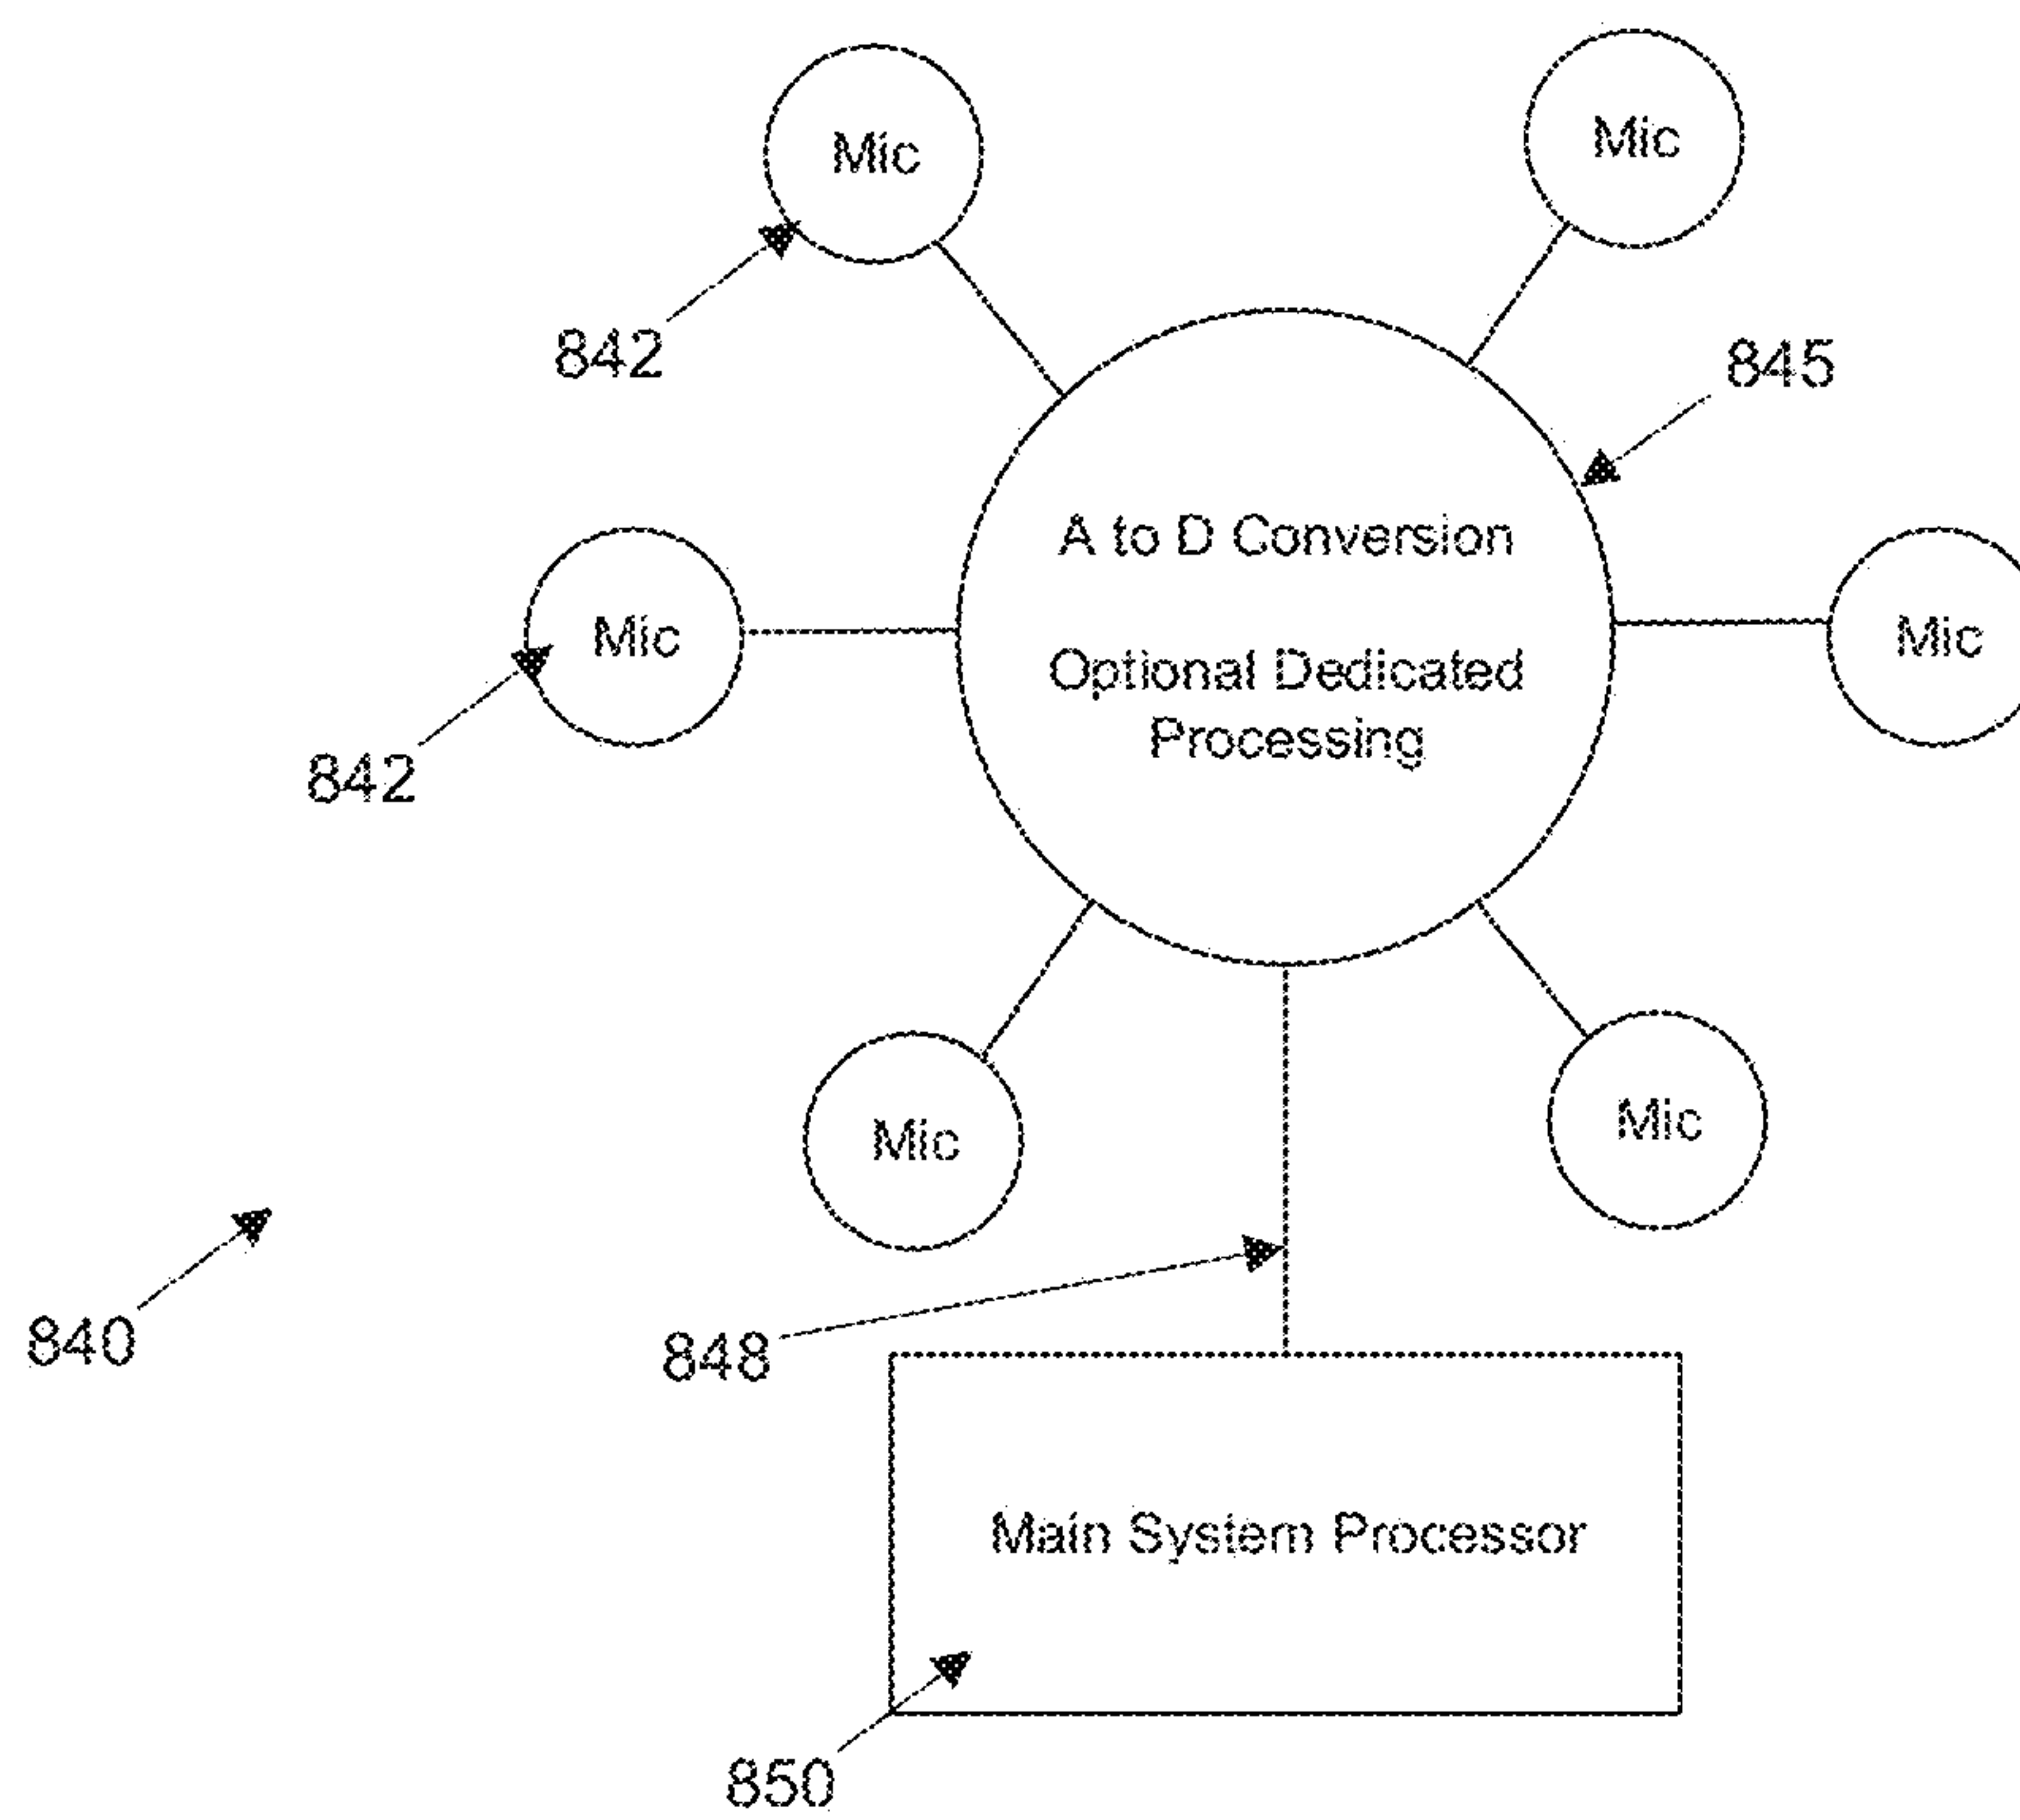 Mic
Mic
842
845
A to D Conversion
Mic
Mic
Optional Dedicated
Processing
842
Mic
Mic
840
848
Main System Processor
850